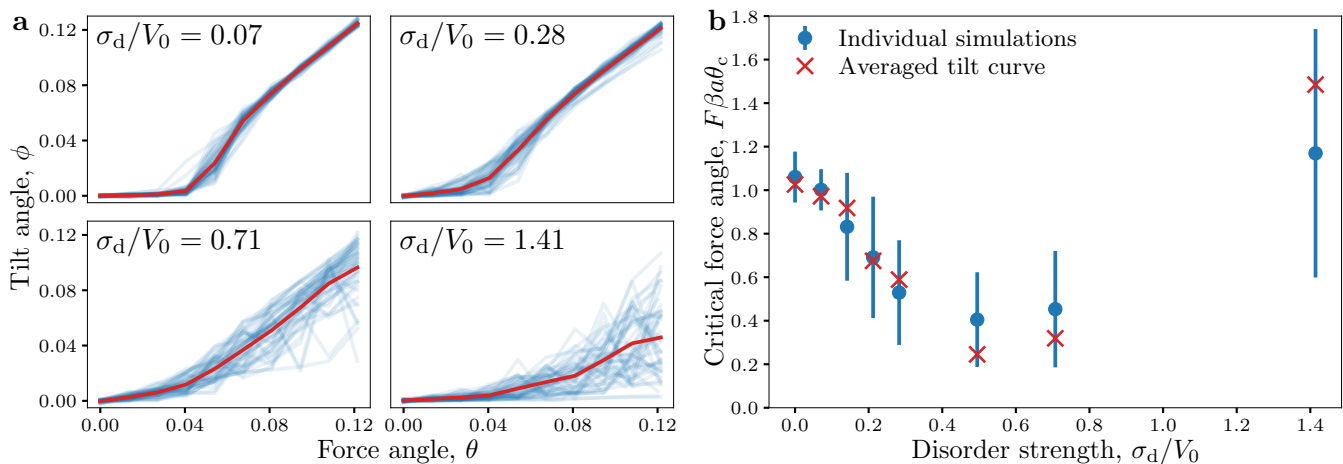 a
σd/V0 = 0.07
σd/V0 = 0.28
σd/V0 = 0.71
σd/V0 = 1.41
0.12
0.08
0.04
0.00
0.12
0.08
0.04
0.00
Tilt angle, ϕ
0.00 0.04 0.08 0.12
0.00 0.04 0.08 0.12
Force angle, θ
b
Individual simulations
Averaged tilt curve
1.8
1.6
1.4
1.2
1.0
0.8
0.6
0.4
0.2
0.0
Critical force angle, Fβaθc
0.0 0.2 0.4 0.6 0.8 1.0 1.2 1.4
Disorder strength, σd/V0